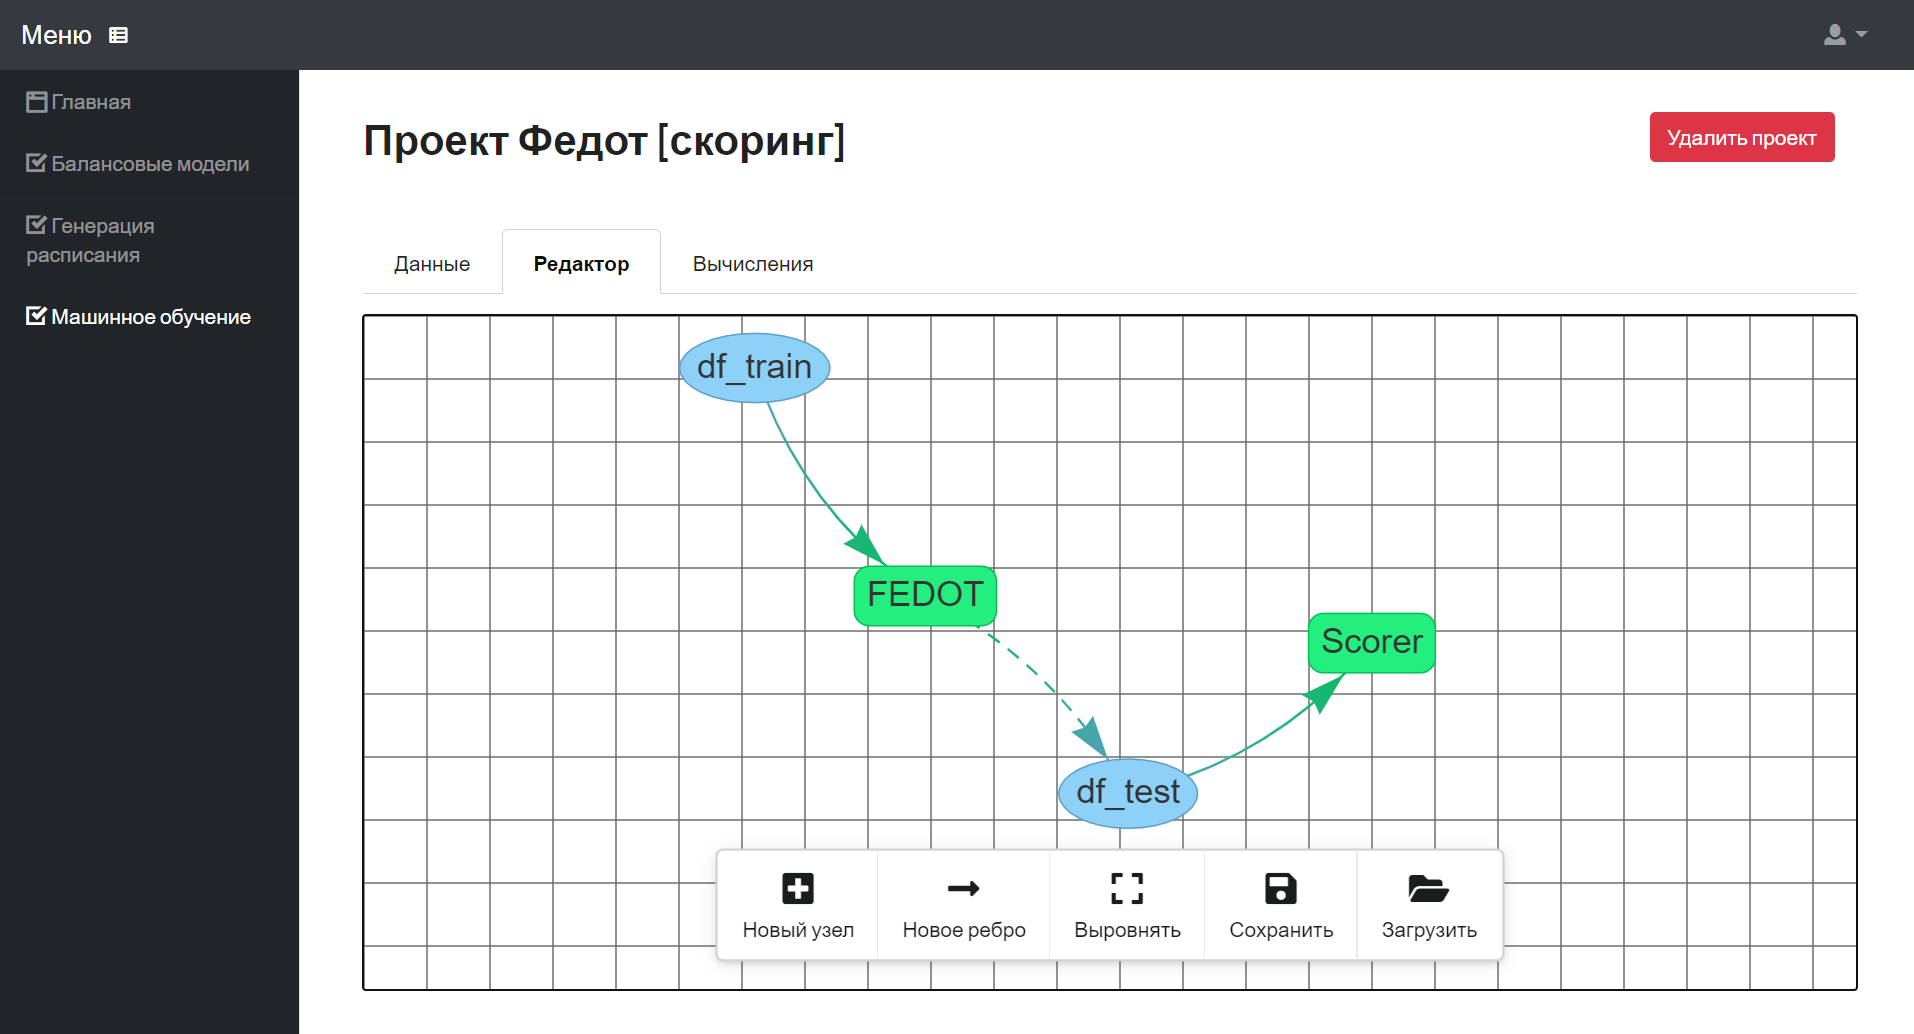 Меню
Главная
Балансовые модели
Генерация
расписания
Машинное обучение
Проект Федот [скоринг]
Удалить проект
Данные
Редактор
Вычисления
df_train
FEDOT
Scorer
df_test
Новый узел
Новое ребро
Выровнять
Сохранить
Загрузить